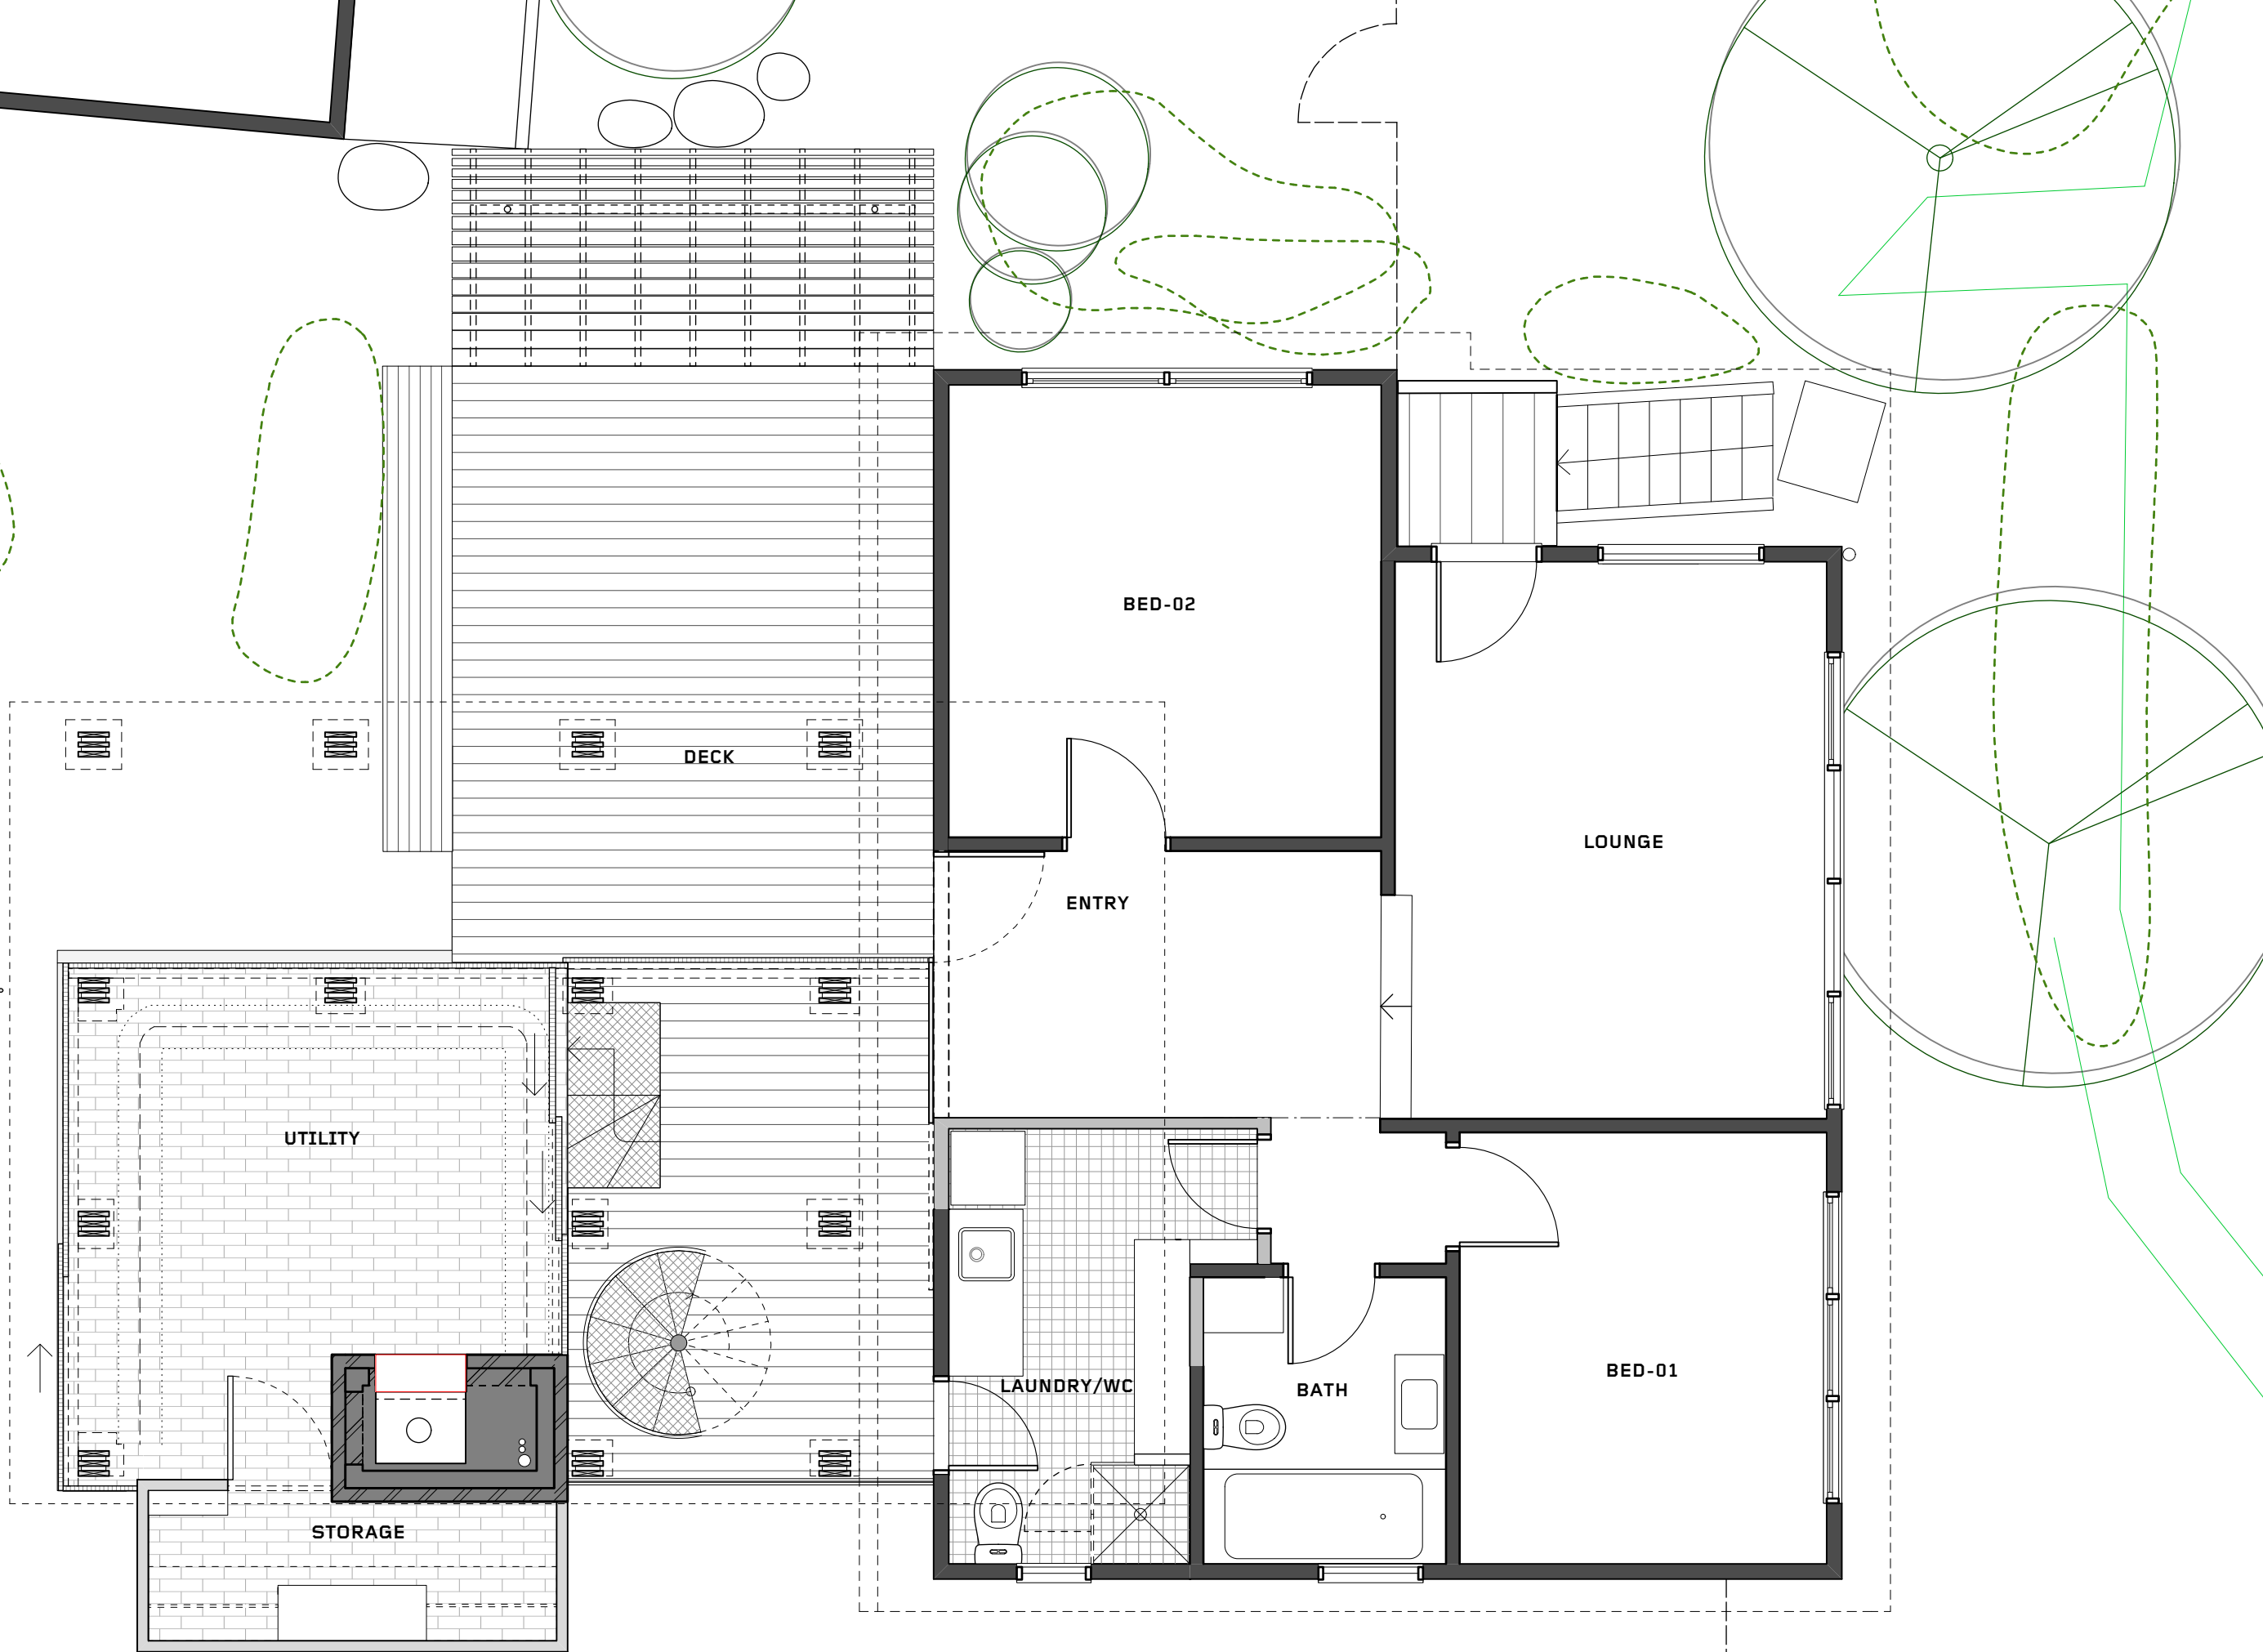 BED-02
DECK
LOUNGE
ENTRY
UTILITY
BED-01
LAUNDRY/WC
BATH
STORAGE